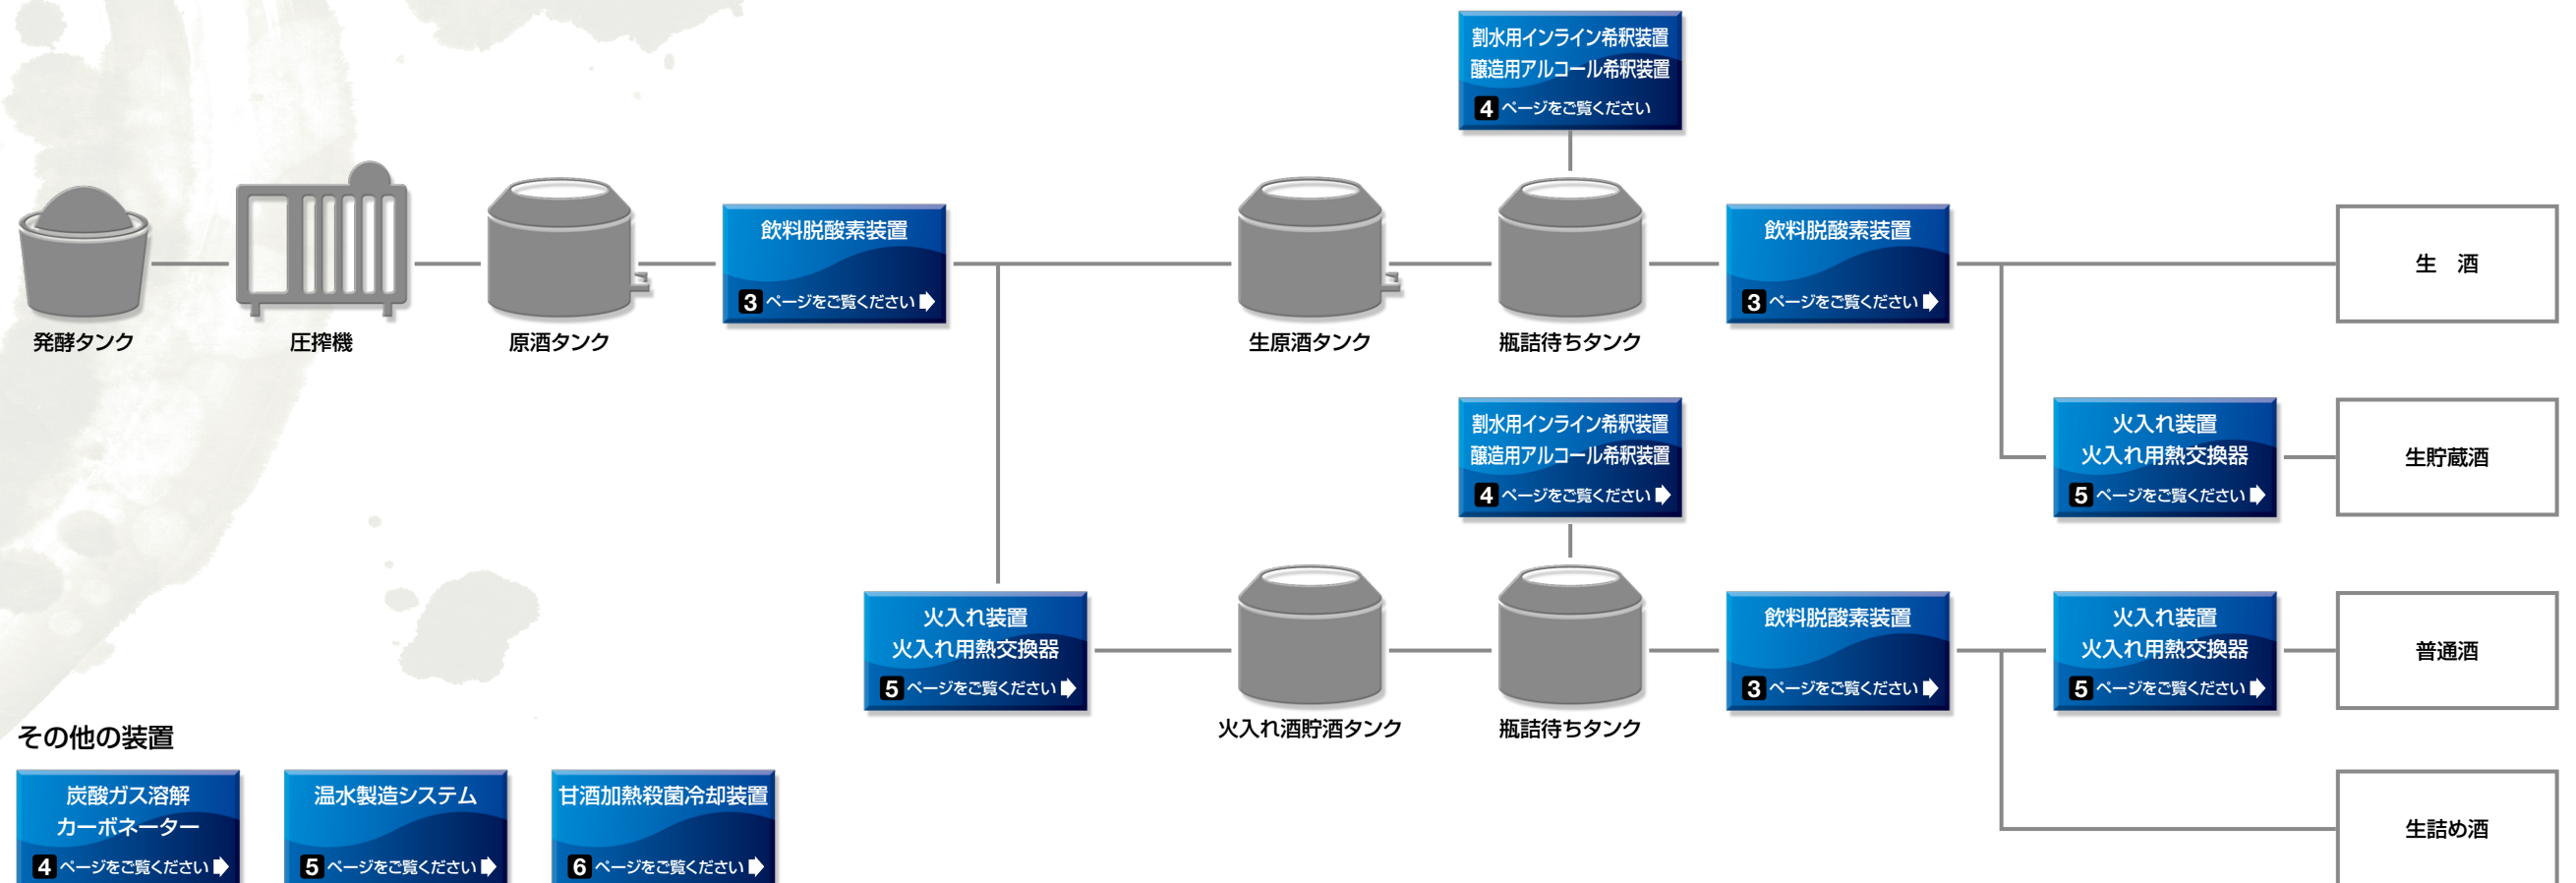 割水用インライン希釈装置
醸造用アルコール希釈装置
4 ページをご覧ください
発酵タンク
圧搾機
原酒タンク
飲料脱酸素装置
3 ページをご覧ください
生原酒タンク
瓶詰待ちタンク
飲料脱酸素装置
3 ページをご覧ください
生 酒
割水用インライン希釈装置
醸造用アルコール希釈装置
4 ページをご覧ください
火入れ装置
火入れ用熱交換器
5 ページをご覧ください
生貯蔵酒
火入れ装置
火入れ用熱交換器
5 ページをご覧ください
火入れ酒貯酒タンク
瓶詰待ちタンク
飲料脱酸素装置
3 ページをご覧ください
火入れ装置
火入れ用熱交換器
5 ページをご覧ください
普通酒
生詰め酒
その他の装置
炭酸ガス溶解
カーボネーター
4 ページをご覧ください
温水製造システム
5 ページをご覧ください
甘酒加熱殺菌冷却装置
6 ページをご覧ください